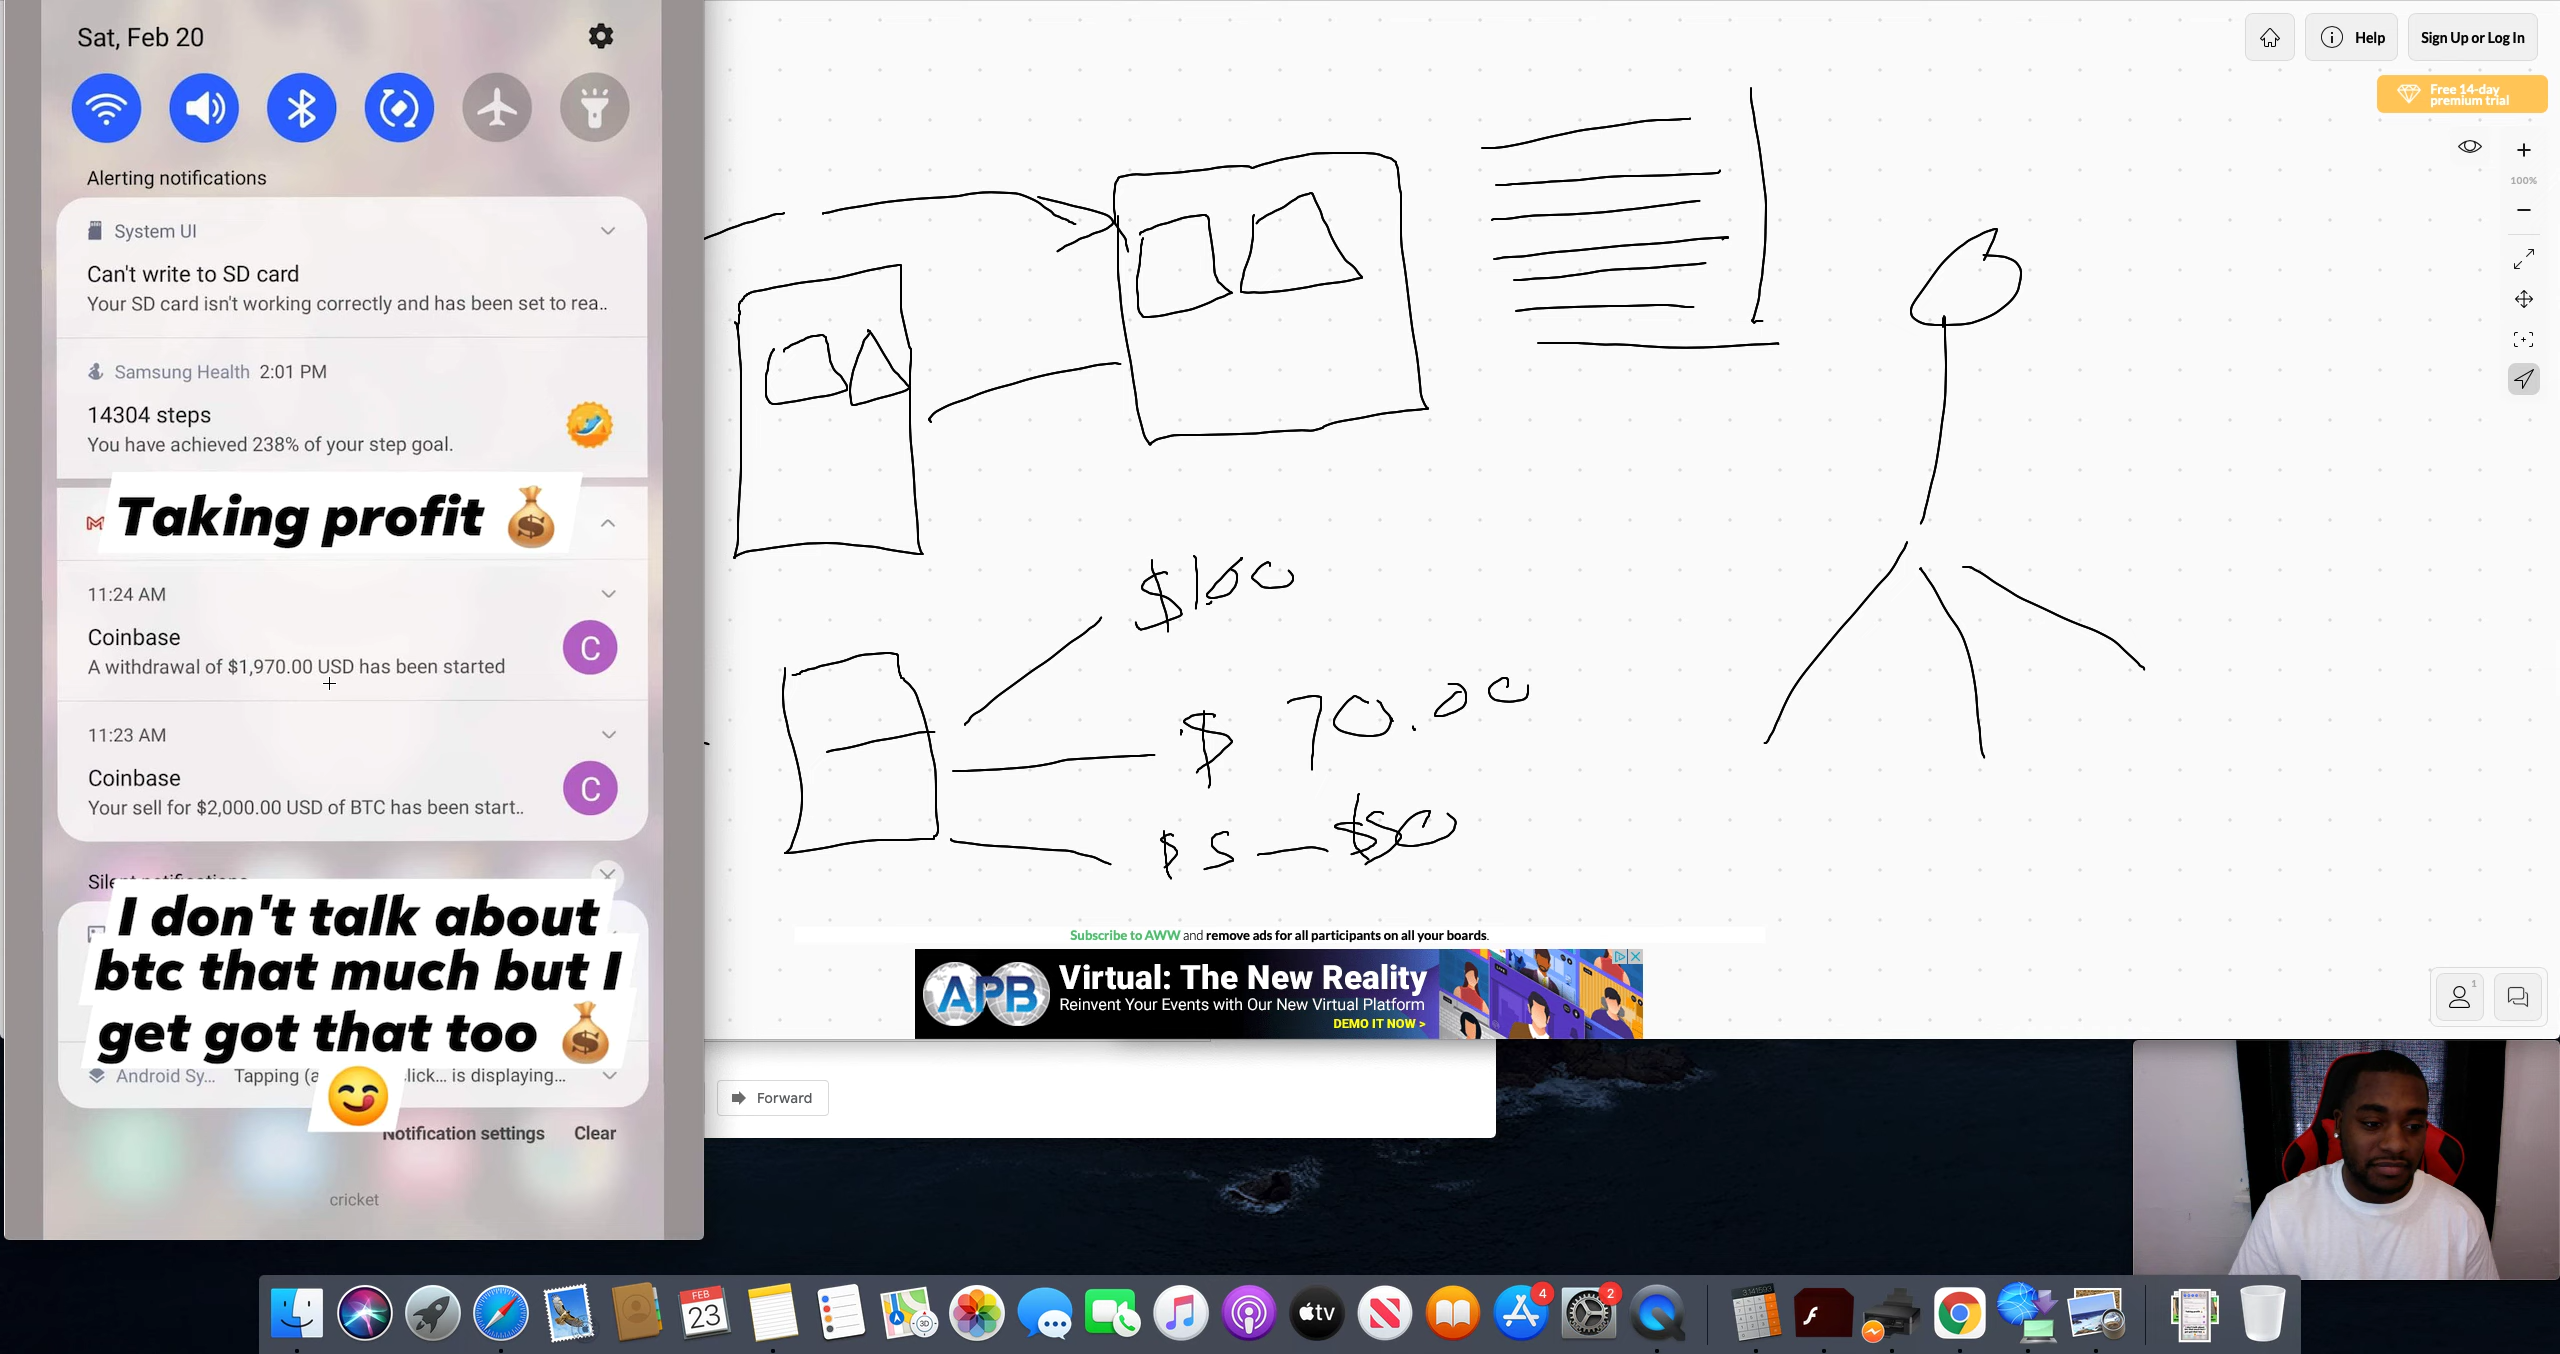 Sat, Feb 20
Alerting notifications
System UI
Can't write to SD card
Your SD card isn't working correctly and has been set to rea..
Samsung Health 2:01 PM
14304 steps
You have achieved 238% of your step goal.
Taking profit
11:24 AM
Coinbase
A withdrawal of $1,970.00 USD has been started
11:23 AM
Coinbase
Your sell for $2,000.00 USD of BTC has been start..
I don't talk about
btc that much but I
get got that too
Android Sy... Tapping (a
lick... is displaying...
Notification settings Clear
cricket
$100
$ 70.00
$ 5 — $50
Help
Sign Up or Log In
Free 14-day
premium trial
100%
1
Subscribe to AWW and remove ads for all participants on all your boards.
APB
Virtual: The New Reality
Reinvent Your Events with Our New Virtual Platform
DEMO IT NOW >
Forward
FEB
23
3D
tv
4
2